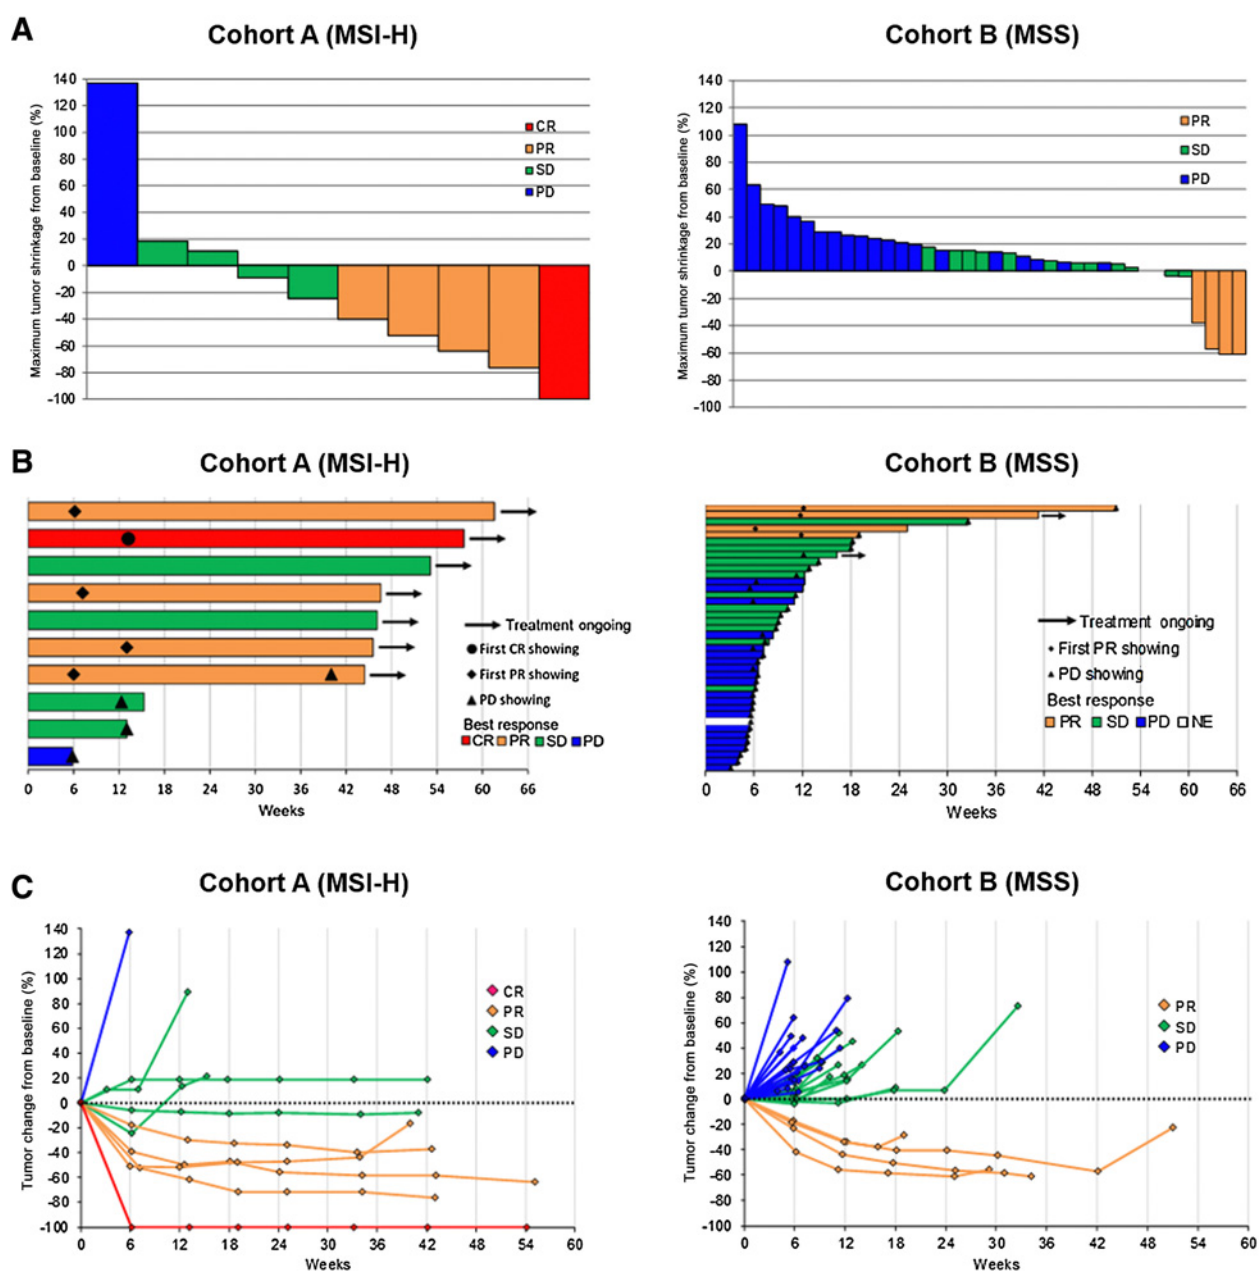 A
Cohort A (MSI-H)
Maximum tumor shrinkage from baseline (%)
140
120
100
80
60
40
20
0
-20
-40
-60
-80
-100
CR
PR
SD
PD
Cohort B (MSS)
Maximum tumor shrinkage from baseline (%)
140
120
100
80
60
40
20
0
-20
-40
-60
-80
-100
PR
SD
PD
B
Cohort A (MSI-H)
Treatment ongoing
First CR showing
First PR showing
PD showing
Best response
CR PR SD PD
0 6 12 18 24 30 36 42 54 60 66
Weeks
Cohort B (MSS)
Treatment ongoing
First PR showing
PD showing
Best response
PR SD PD NE
0 6 12 18 24 30 36 42 48 54 60 66
Weeks
C
Cohort A (MSI-H)
Tumor change from baseline (%)
140
120
100
80
60
40
20
0
-20
-40
-60
-80
-100
CR
PR
SD
PD
0 6 12 18 24 30 36 42 48 54 60
Weeks
Cohort B (MSS)
Tumor change from baseline (%)
140
120
100
80
60
40
20
0
-20
-40
-60
-80
-100
PR
SD
PD
0 6 12 18 24 30 36 42 48 54 60
Weeks